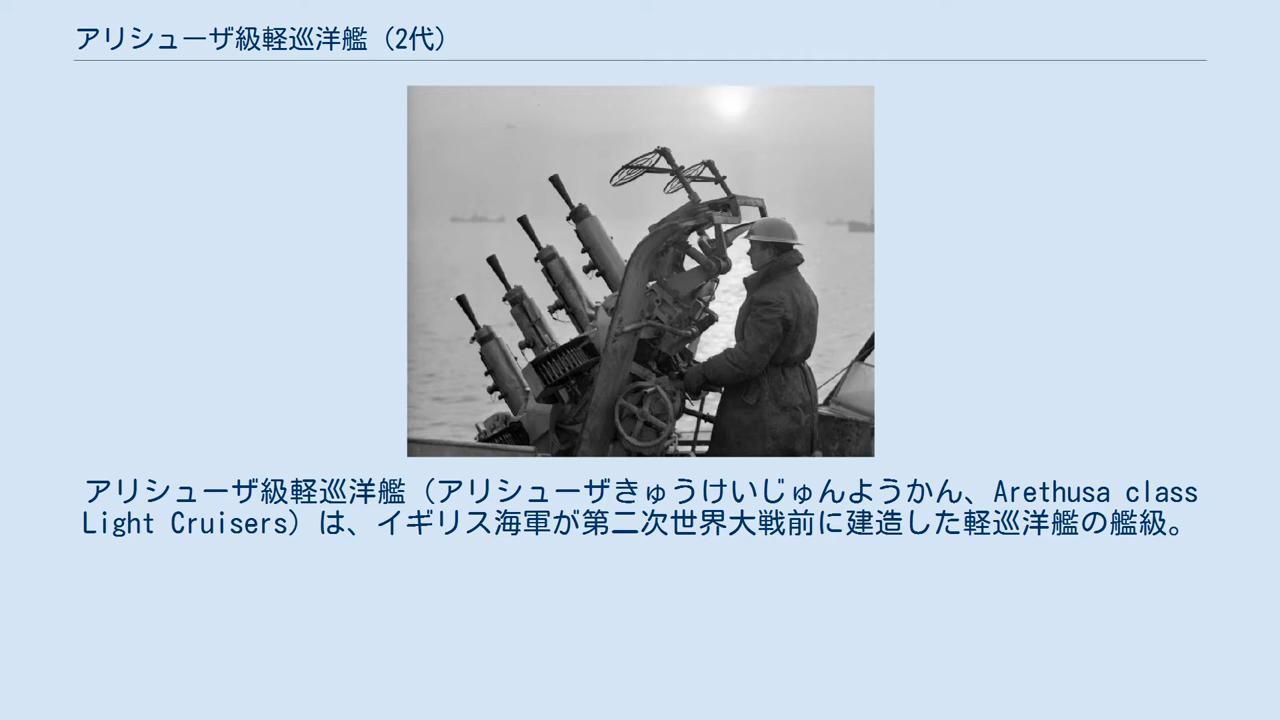 アリシューザ級軽巡洋艦（2代）
アリシューザ級軽巡洋艦（アリシューザきゅうけいじゅんようかん、Arethusa class
Light Cruisers）は、イギリス海軍が第二次世界大戦前に建造した軽巡洋艦の艦級。